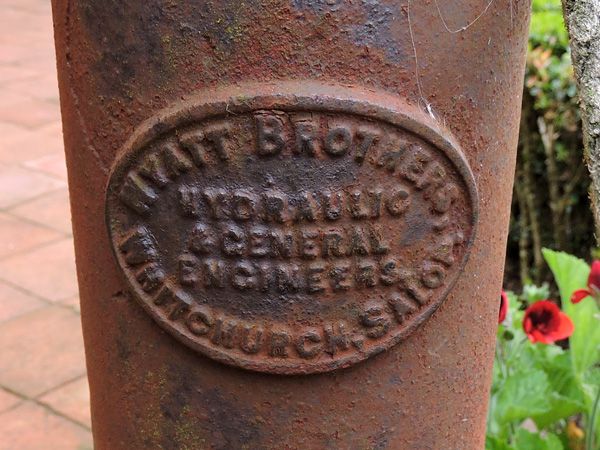 WYATT BROTHERS,
HYDRAULIC
& GENERAL
ENGINEERS
WHITCHURCH, SALOP.